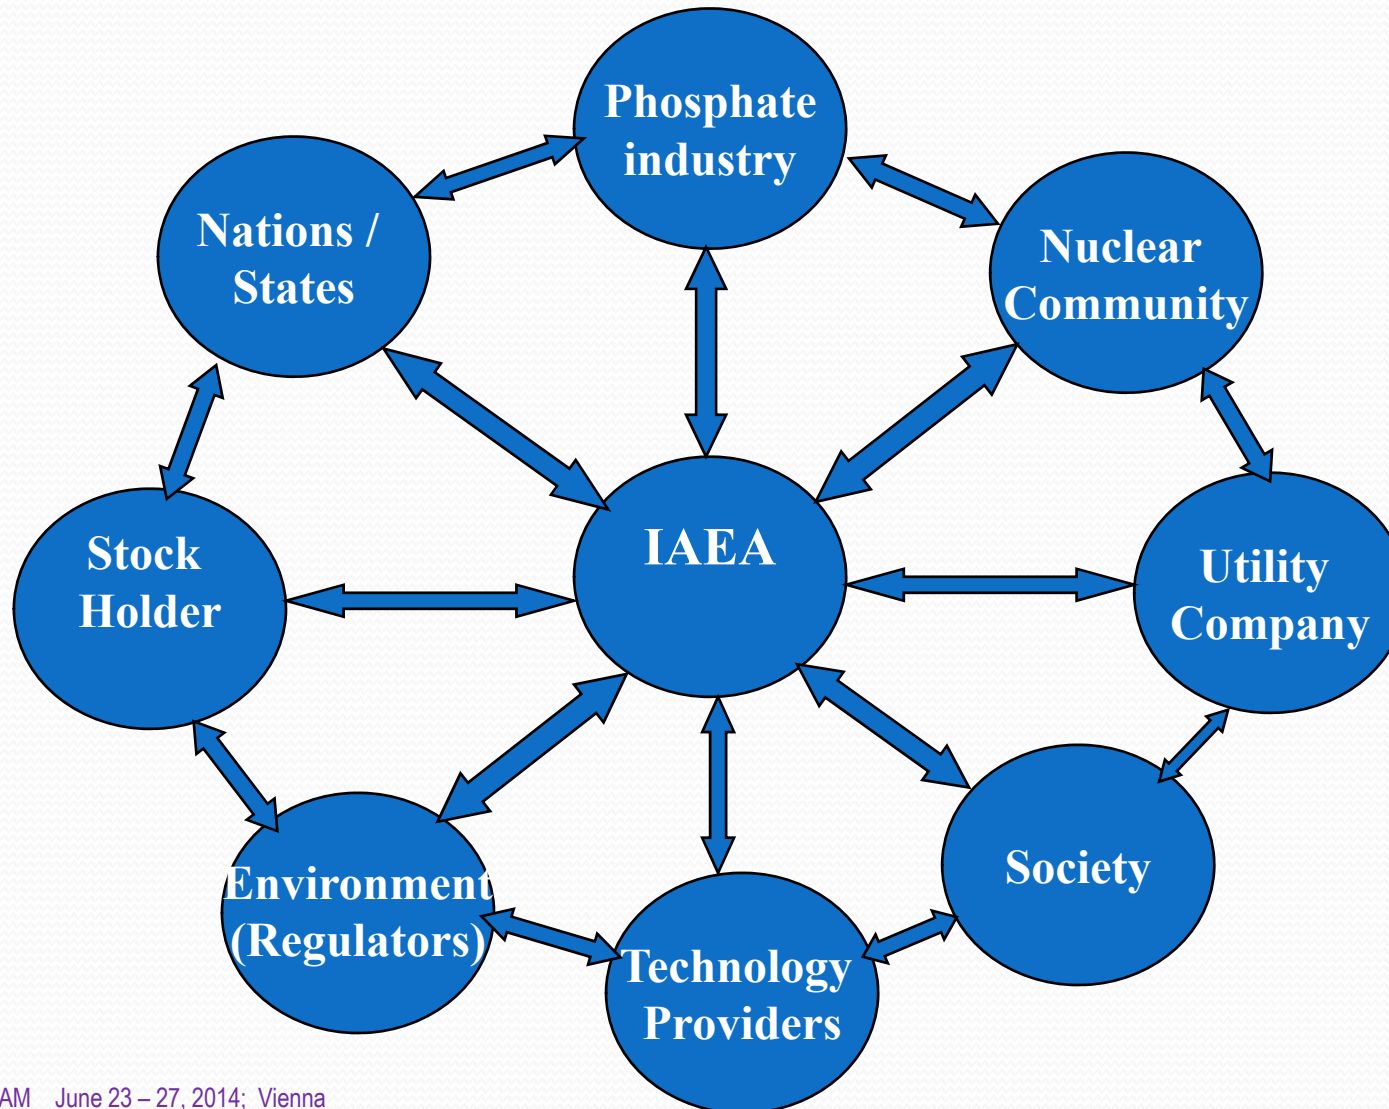 Phosphate
industry
Nations /
States
Nuclear
Community
IAEA
Stock
Holder
Utility
Company
Environment
(Regulators)
Society
Technology
Providers
AM June 23 – 27, 2014; Vienna